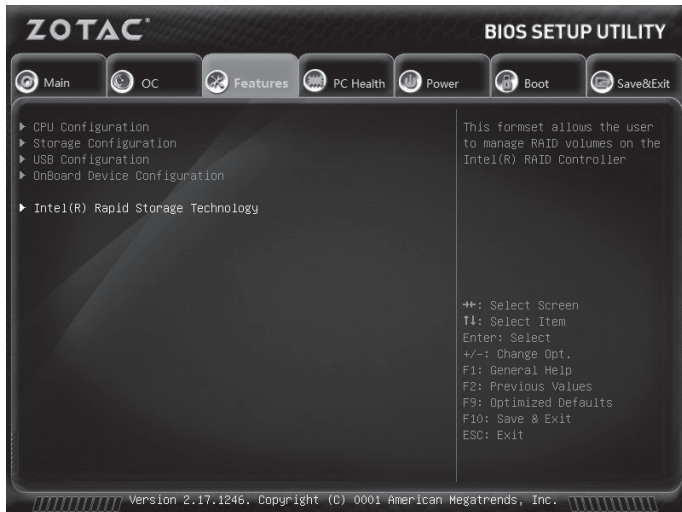 ZOTAC
BIOS SETUP UTILITY
Main
OC
Features
PC Health
Power
Boot
Save&Exit
CPU Configuration
Storage Configuration
USB Configuration
OnBoard Device Configuration
Intel(R) Rapid Storage Technology
This formset allows the user
to manage RAID volumes on the
Intel(R) RAID Controller
→←: Select Screen
↑↓: Select Item
Enter: Select
+/-: Change Opt.
F1: General Help
F2: Previous Values
F9: Optimized Defaults
F10: Save & Exit
ESC: Exit
Version 2.17.1246. Copyright (C) 0001 American Megatrends, Inc.